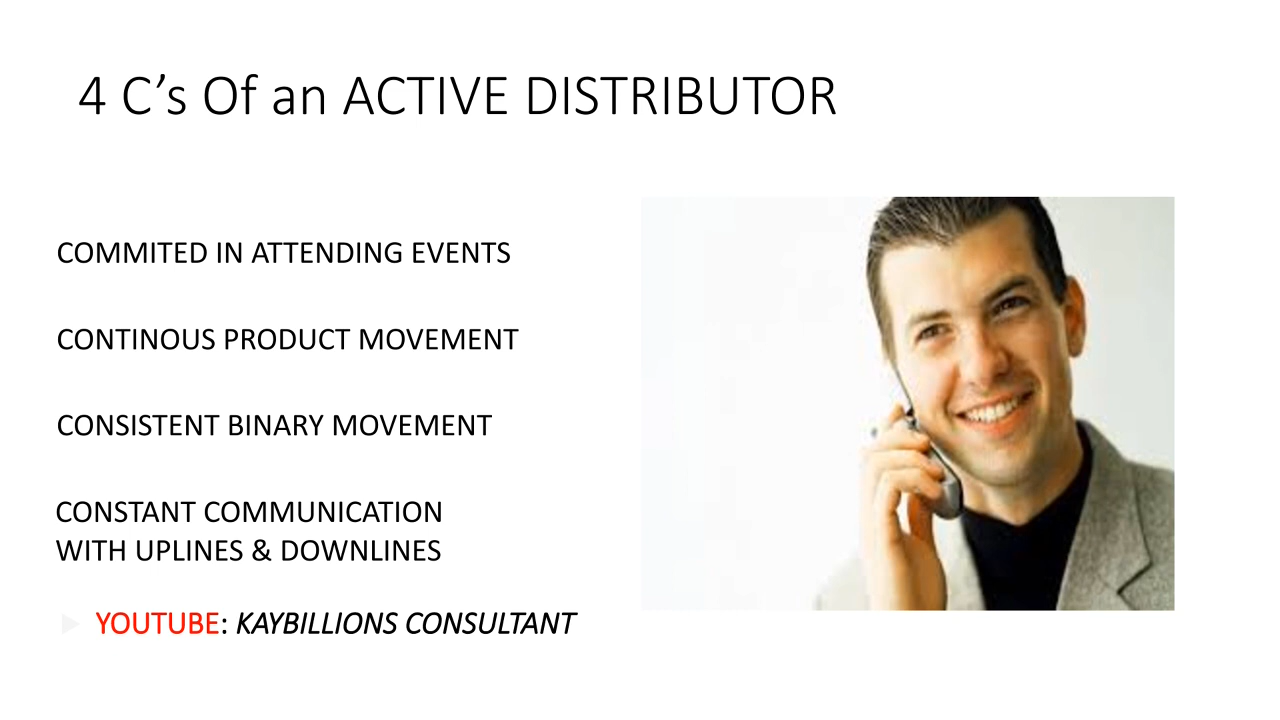 4 C’s Of an ACTIVE DISTRIBUTOR
COMMITED IN ATTENDING EVENTS
CONTINOUS PRODUCT MOVEMENT
CONSISTENT BINARY MOVEMENT
CONSTANT COMMUNICATION
WITH UPLINES & DOWNLINES
YOUTUBE: KAYBILLIONS CONSULTANT